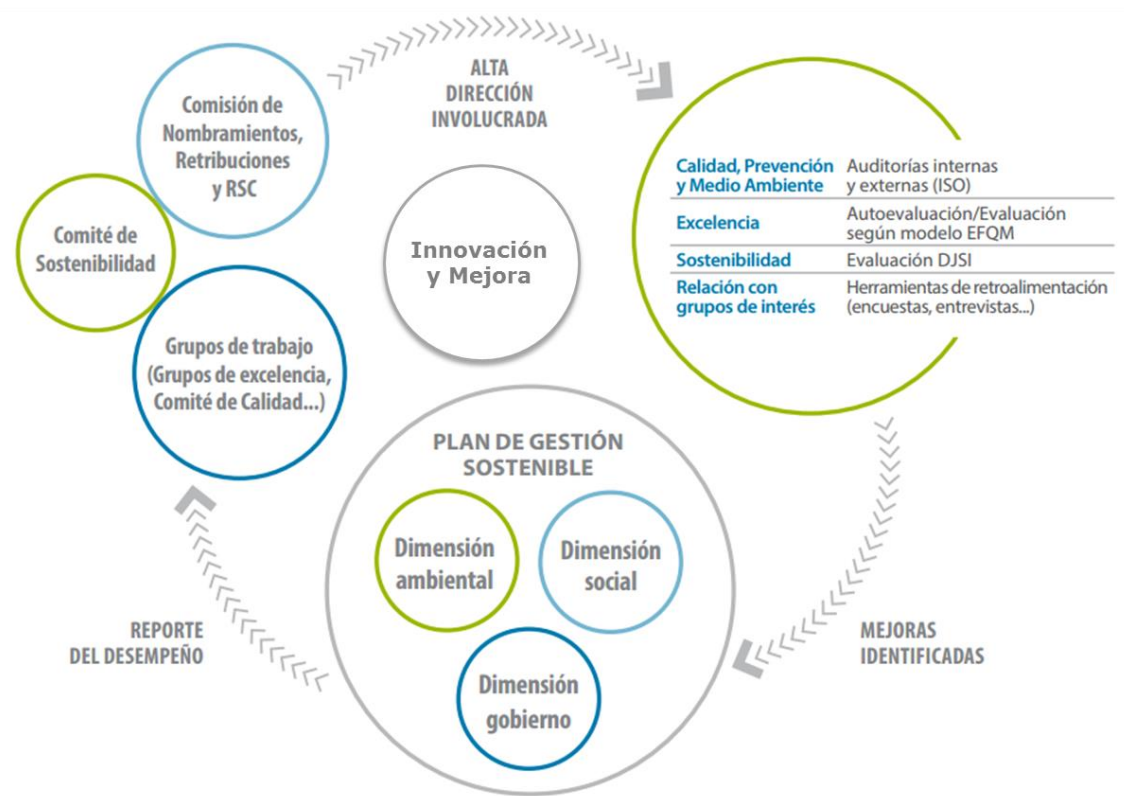 Comisión de
Nombramientos,
Retribuciones
y RSC
Comité de
Sostenibilidad
Grupos de trabajo
(Grupos de excelencia,
Comité de Calidad...)
ALTA
DIRECCIÓN
INVOLUCRADA
Innovación
y Mejora
Calidad, Prevención
y Medio Ambiente
Auditorías internas
y externas (ISO)
Excelencia
Autoevaluación/Evaluación
según modelo EFQM
Sostenibilidad
Evaluación DJSI
Relación con
grupos de interés
Herramientas de retroalimentación
(encuestas, entrevistas...)
MEJORAS
IDENTIFICADAS
PLAN DE GESTIÓN
SOSTENIBLE
Dimensión
ambiental
Dimensión
social
Dimensión
gobierno
REPORTE
DEL DESEMPEÑO